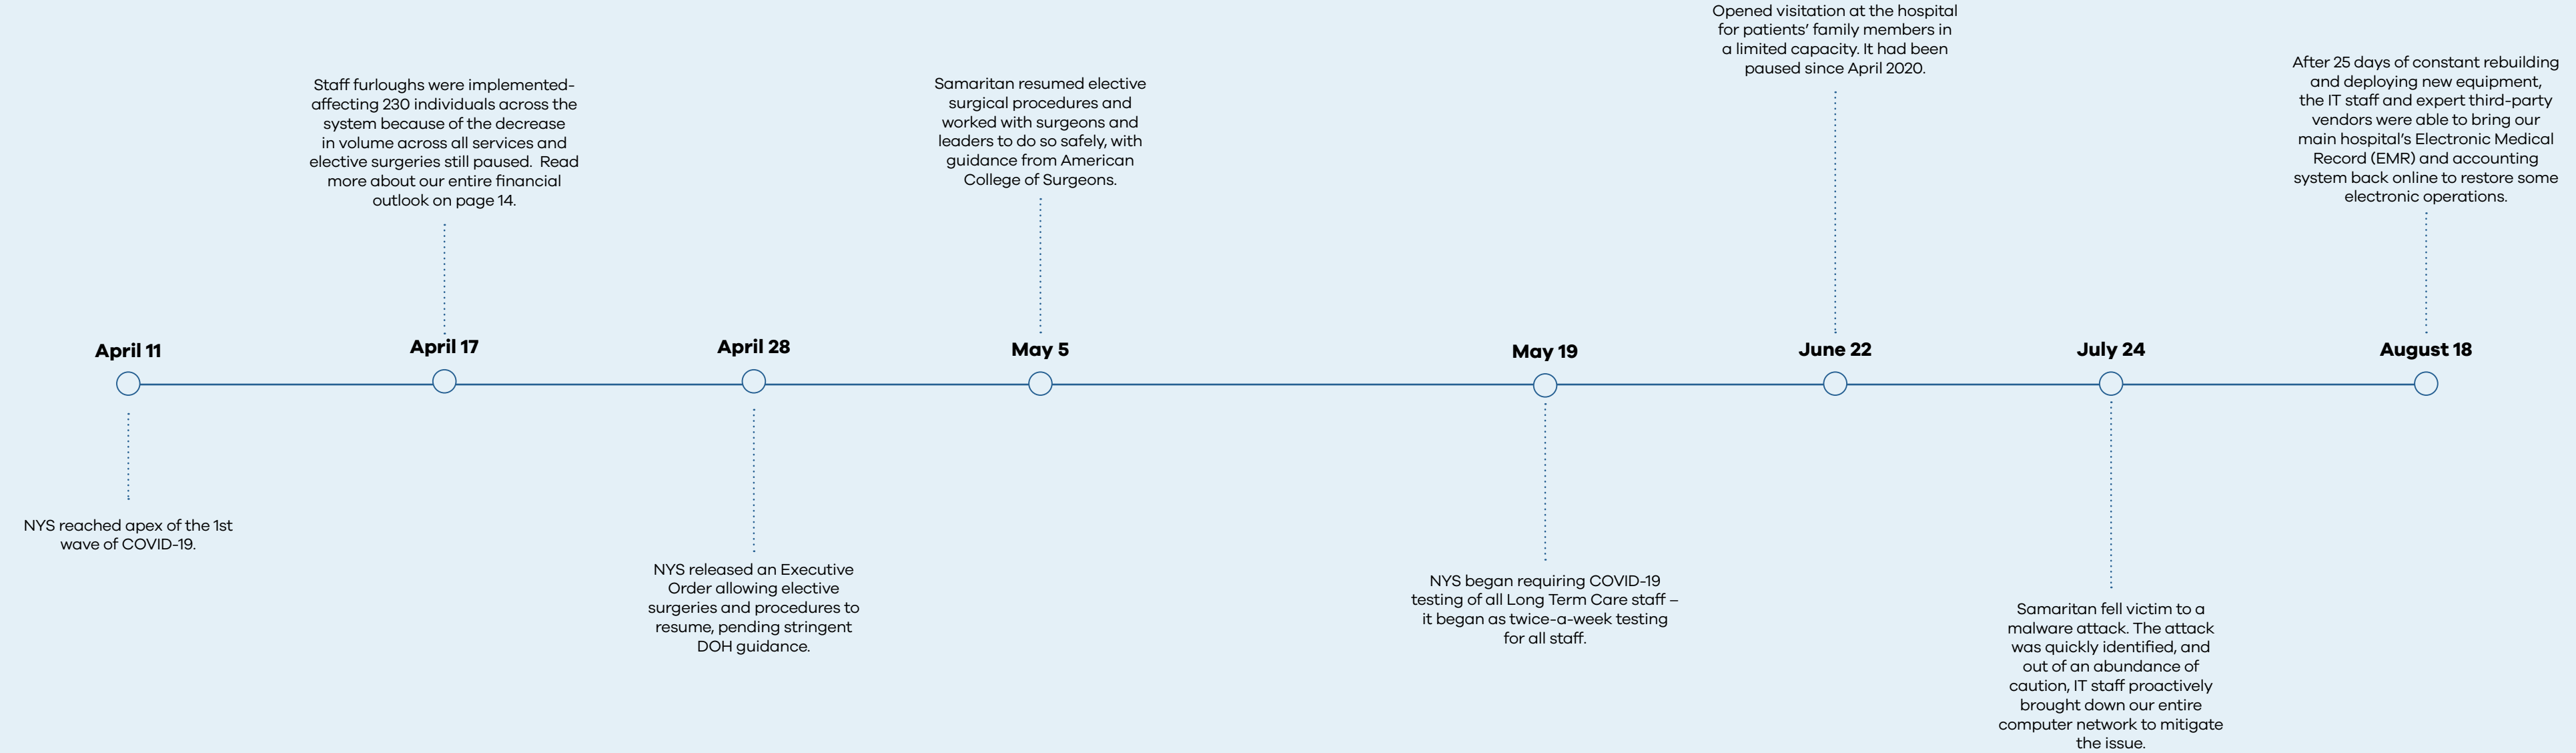 April 11
NYS reached apex of the 1st
wave of COVID-19.
Staff furloughs were implemented-
affecting 230 individuals across the
system because of the decrease
in volume across all services and
elective surgeries still paused.  Read
more about our entire financial
outlook on page 14.
April 17
April 28
NYS released an Executive
Order allowing elective
surgeries and procedures to
resume, pending stringent
DOH guidance.
Samaritan resumed elective
surgical procedures and
worked with surgeons and
leaders to do so safely, with
guidance from American
College of Surgeons.
May 5
May 19
NYS began requiring COVID-19
testing of all Long Term Care staff –
it began as twice-a-week testing
for all staff.
Opened visitation at the hospital
for patients’ family members in
a limited capacity. It had been
paused since April 2020.
June 22
July 24
Samaritan fell victim to a
malware attack. The attack
was quickly identified, and
out of an abundance of
caution, IT staff proactively
brought down our entire
computer network to mitigate
the issue.
After 25 days of constant rebuilding
and deploying new equipment,
the IT staff and expert third-party
vendors were able to bring our
main hospital’s Electronic Medical
Record (EMR) and accounting
system back online to restore some
electronic operations.
August 18